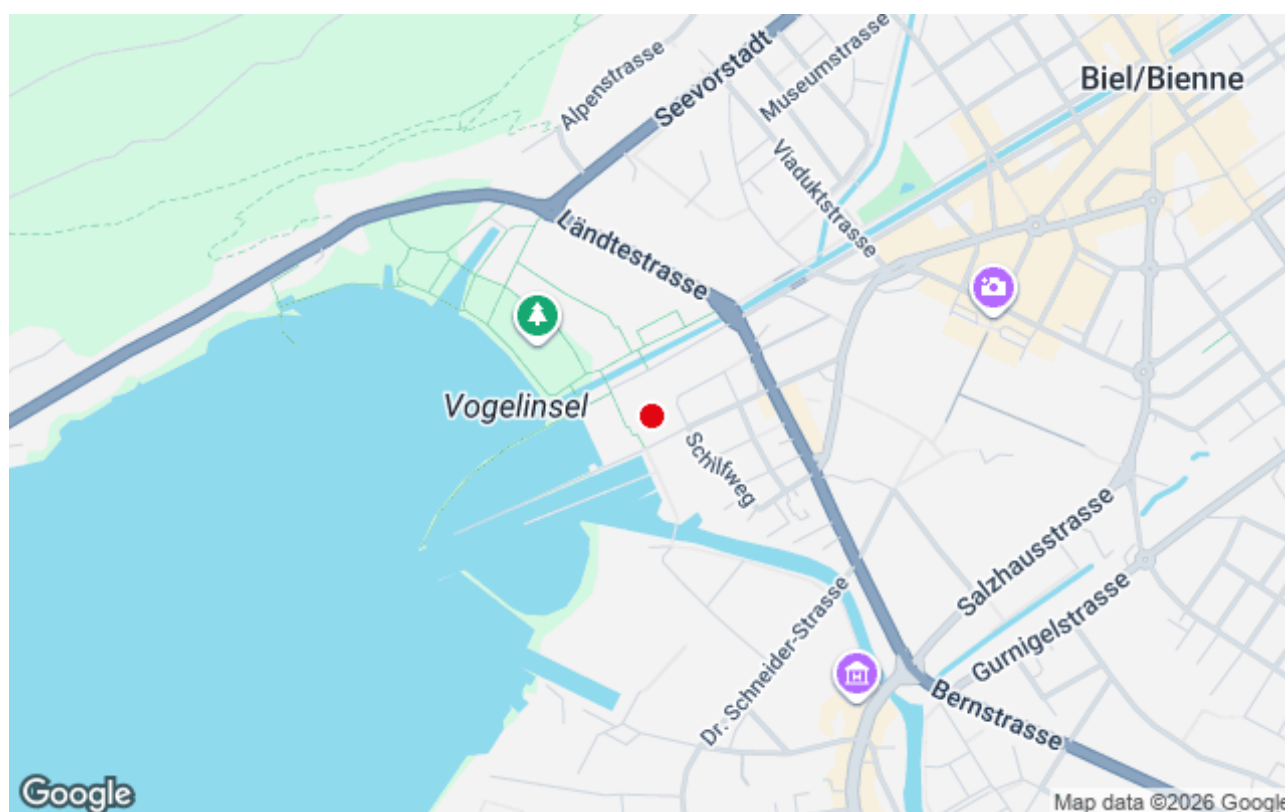 Alpenstrasse
Seevorstadt
Museumstrasse
Biel/Bienne
Viaduktstrasse
Ländtestrasse
Vogelinsel
Schilfweg
Salzhausstrasse
Gurnigelstrasse
Dr. Schneider-Strasse
Bernstrasse
Google
Map data ©2026 Google